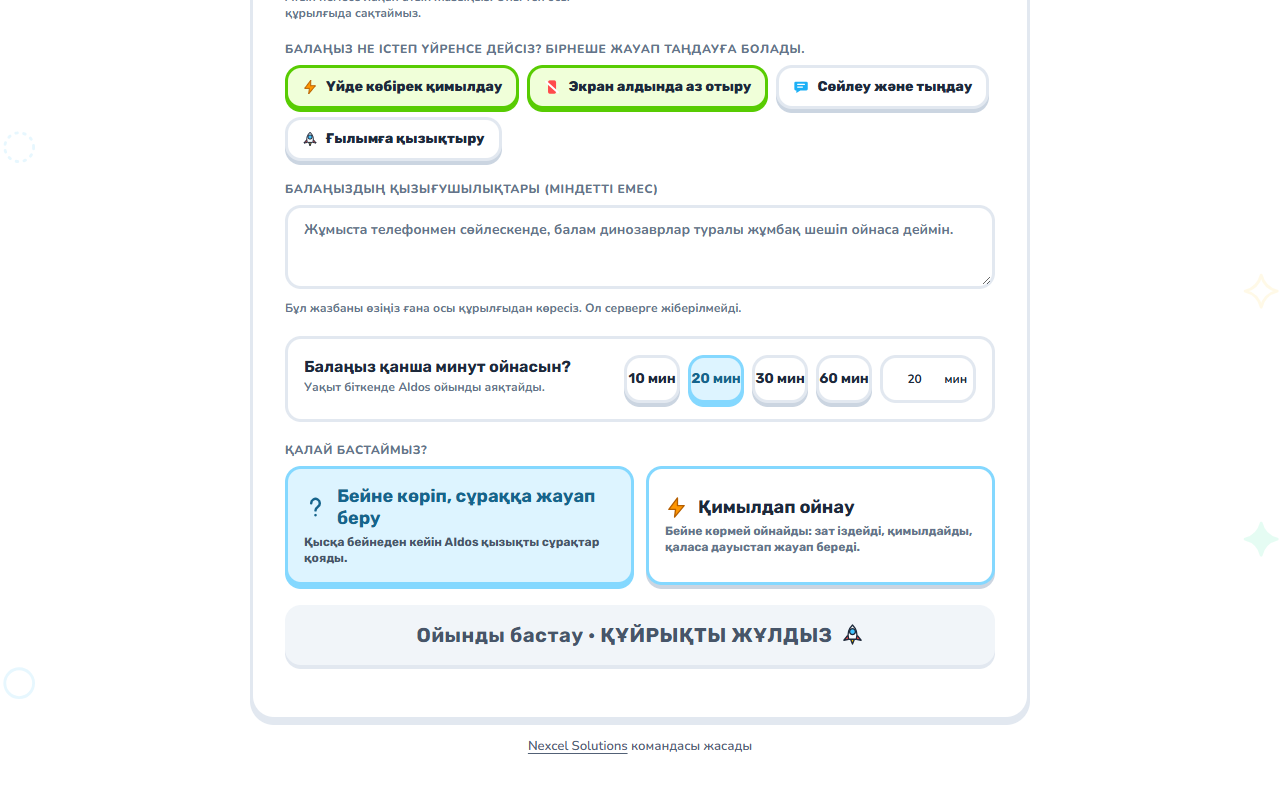 құрылғыда сақтаймыз.
БАЛАҢЫЗ НЕ ІСТЕП ҮЙРЕНСЕ ДЕЙСІЗ? БІРНЕШЕ ЖАУАП ТАҢДАУҒА БОЛАДЫ.
Үйде көбірек қимылдау
Экран алдында аз отыру
Сөйлеу және тыңдау
Ғылымға қызықтыру
БАЛАҢЫЗДЫҢ ҚЫЗЫҒУШЫЛЫҚТАРЫ (МІНДЕТТІ ЕМЕС)
Жұмыста телефонмен сөйлескенде, балам динозаврлар туралы жұмбақ шешіп ойнаса деймін.
Бұл жазбаны өзіңіз ғана осы құрылғыдан көресіз. Ол серверге жіберілмейді.
Балаңыз қанша минут ойнасын?
Уақыт біткенде Aldos ойынды аяқтайды.
10 мин
20 мин
30 мин
60 мин
20 мин
ҚАЛАЙ БАСТАЙМЫЗ?
Бейне көріп, сұраққа жауап
беру
Қысқа бейнеден кейін Aldos қызықты сұрақтар
қояды.
Қимылдап ойнау
Бейне көрмей ойнайды: зат іздейді, қимылдайды,
қаласа дауыстап жауап береді.
Ойынды бастау • ҚҰЙРЫҚТЫ ЖҰЛДЫЗ
Nexcel Solutions командасы жасады